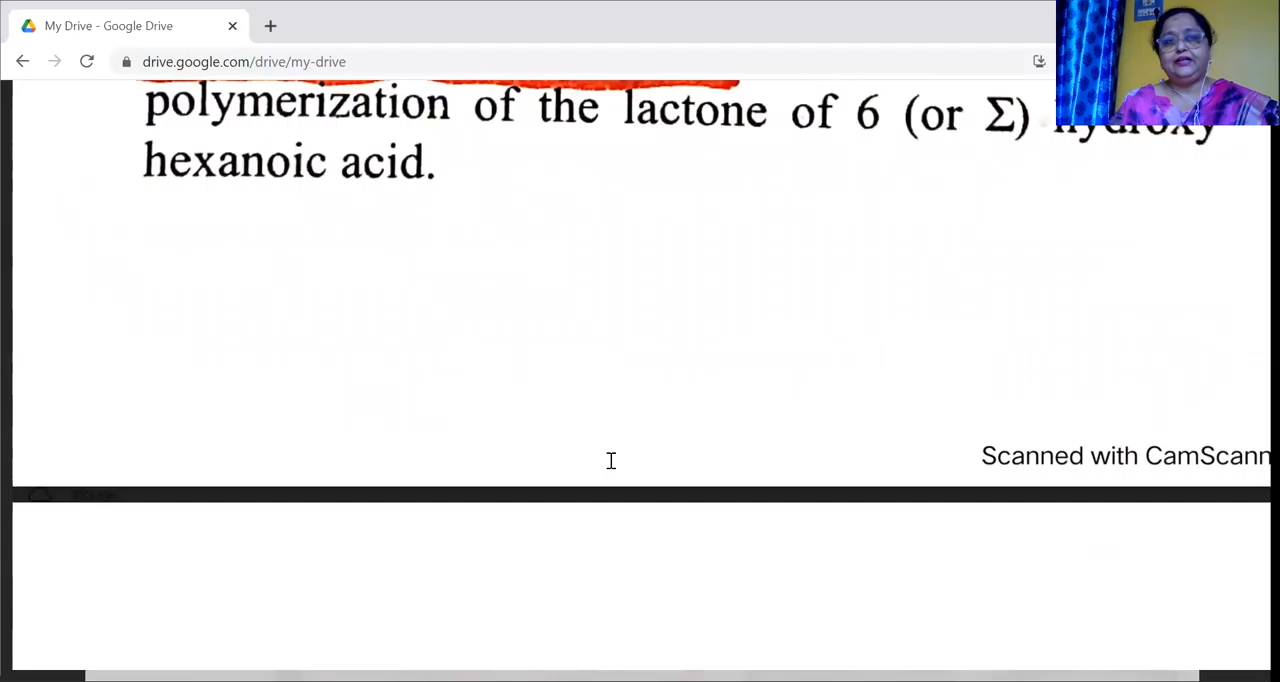 My Drive - Google Drive
drive.google.com/drive/my-drive
polymerization of the lactone of 6 (or Σ) hydroxy
hexanoic acid.
Scanned with CamScann